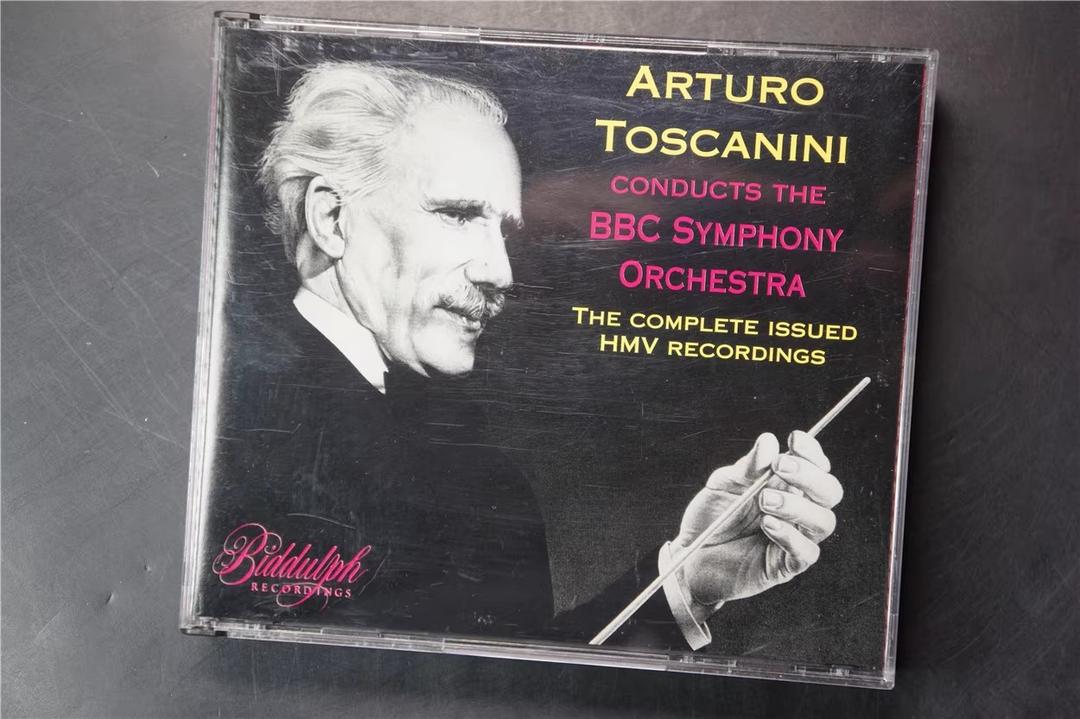 ARTURO
TOSCANINI
CONDUCTS THE
BBC SYMPHONY
ORCHESTRA
THE COMPLETE ISSUED
HMV RECORDINGS
Biddulph
RECORDINGS